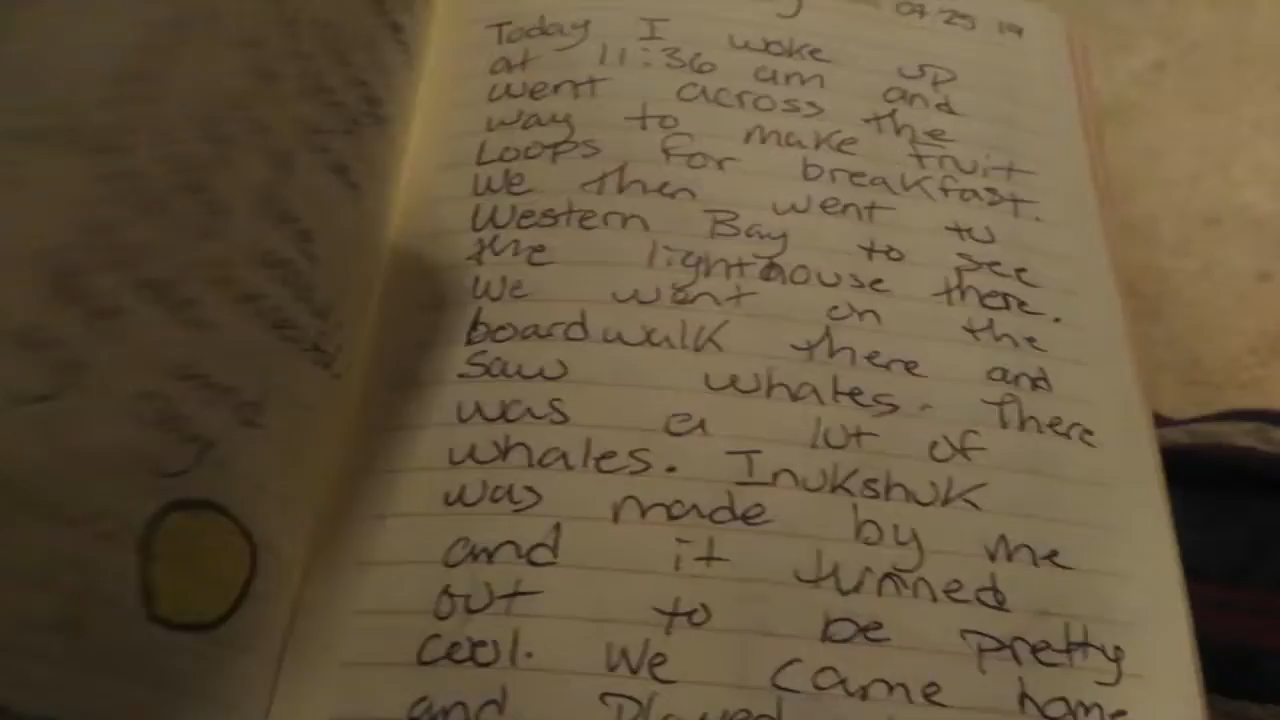 07 25 19
Today I woke up
at 11:36 am and
went across the
way to make fruit
Loops for breakfast.
We then went to
Western Bay to see
the lighthouse there.
We went on the
boardwalk there and
saw whales. There
was a lot of
whales. Inukshuk
was made by me
and it tunned
out to be pretty
cool. We came home
and Played